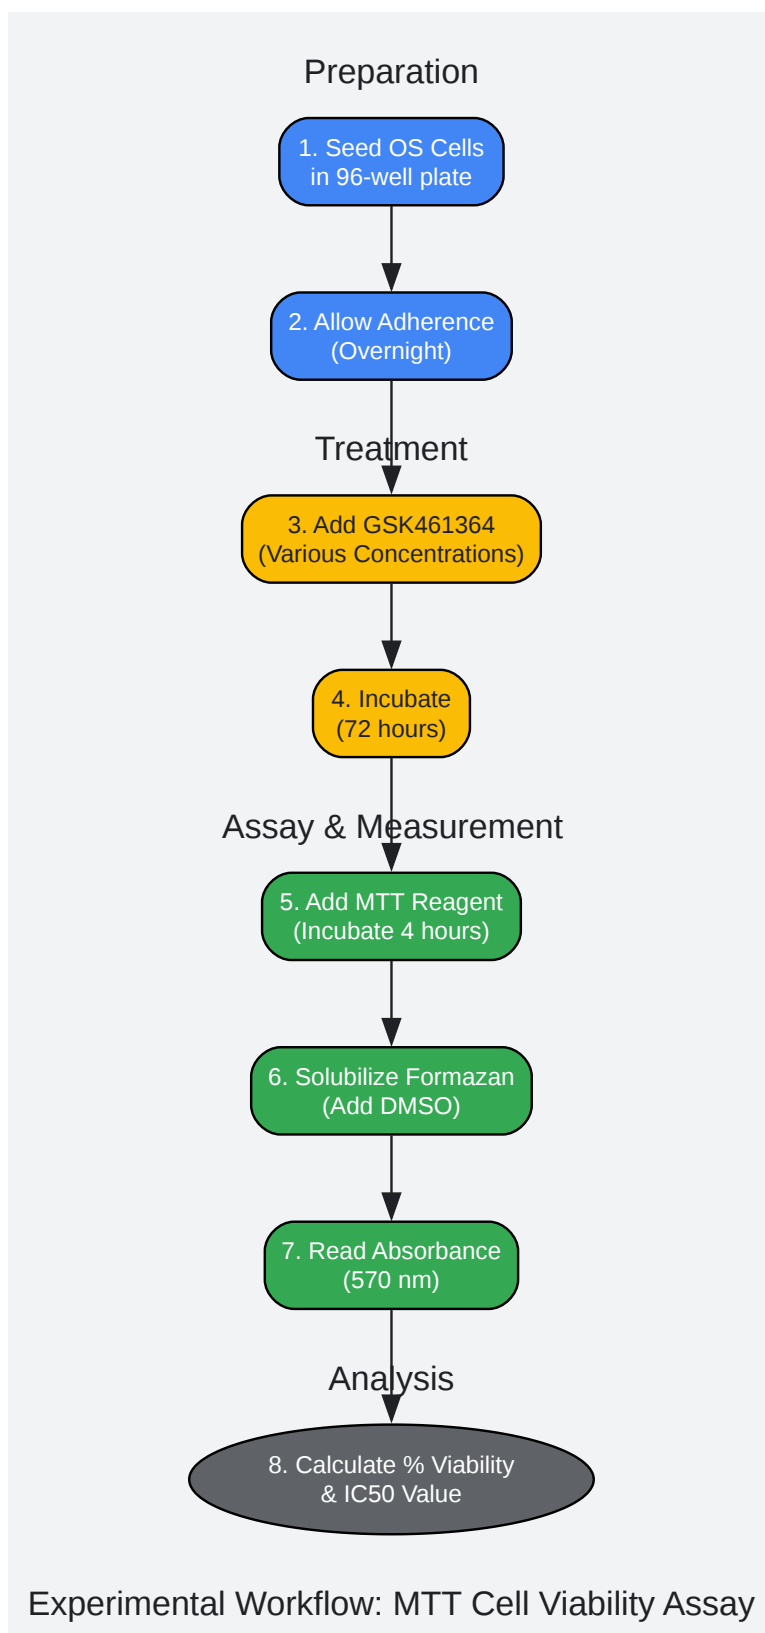 Preparation
1. Seed OS Cells
in 96-well plate
2. Allow Adherence
(Overnight)
Treatment
3. Add GSK461364
(Various Concentrations)
4. Incubate
(72 hours)
Assay & Measurement
5. Add MTT Reagent
(Incubate 4 hours)
6. Solubilize Formazan
(Add DMSO)
7. Read Absorbance
(570 nm)
Analysis
8. Calculate % Viability
& IC50 Value
Experimental Workflow: MTT Cell Viability Assay